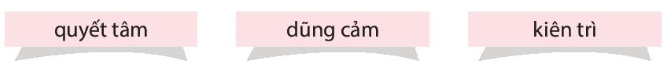 quyết tâm
dũng cảm
kiên trì